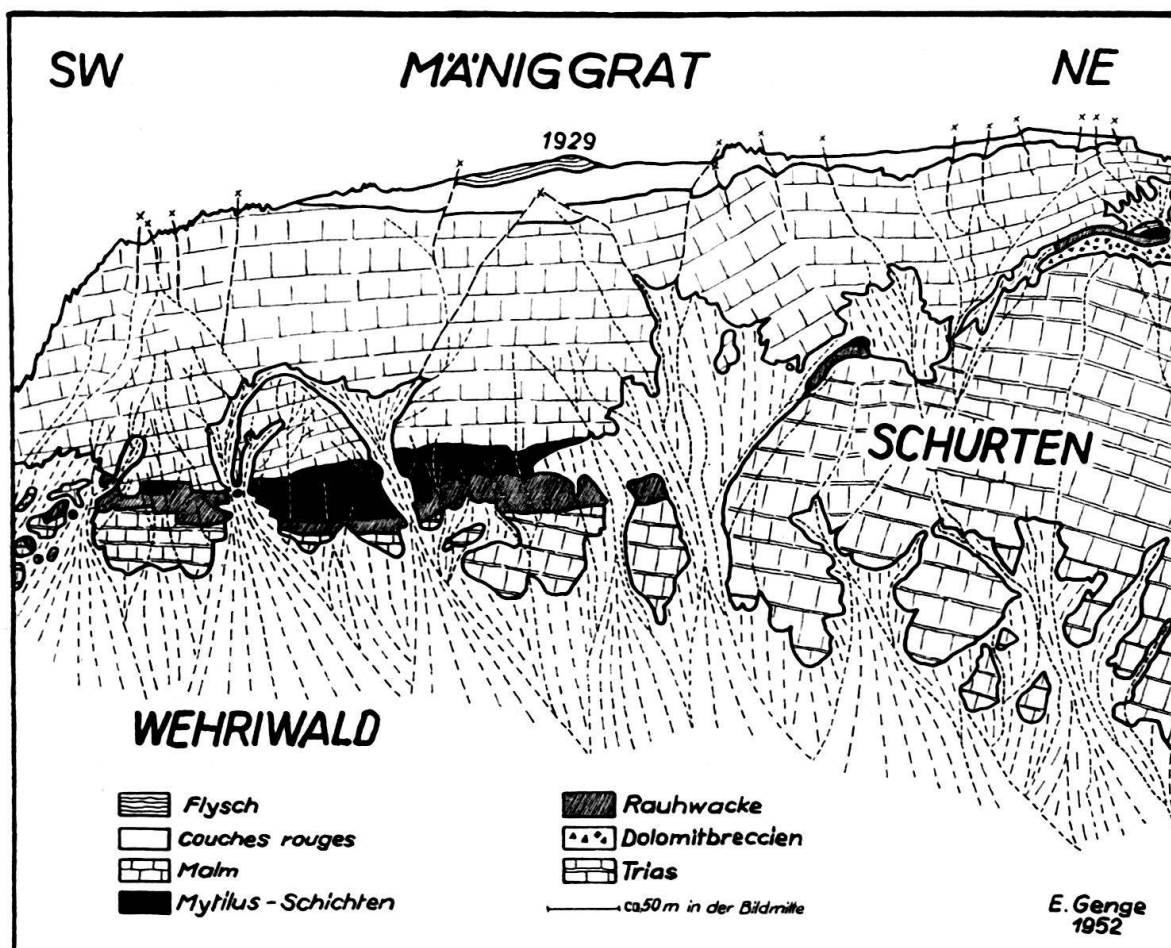 SW MÄNIGGRAT NE
1929
SCHURTEN
WEHRIWALD
Flysch
Couches rouges
Malm
Mytilus-Schichten
Rauhwacke
Dolomitbreccien
Trias
ca,50 m in der Bildmitte
E. Genge
1952